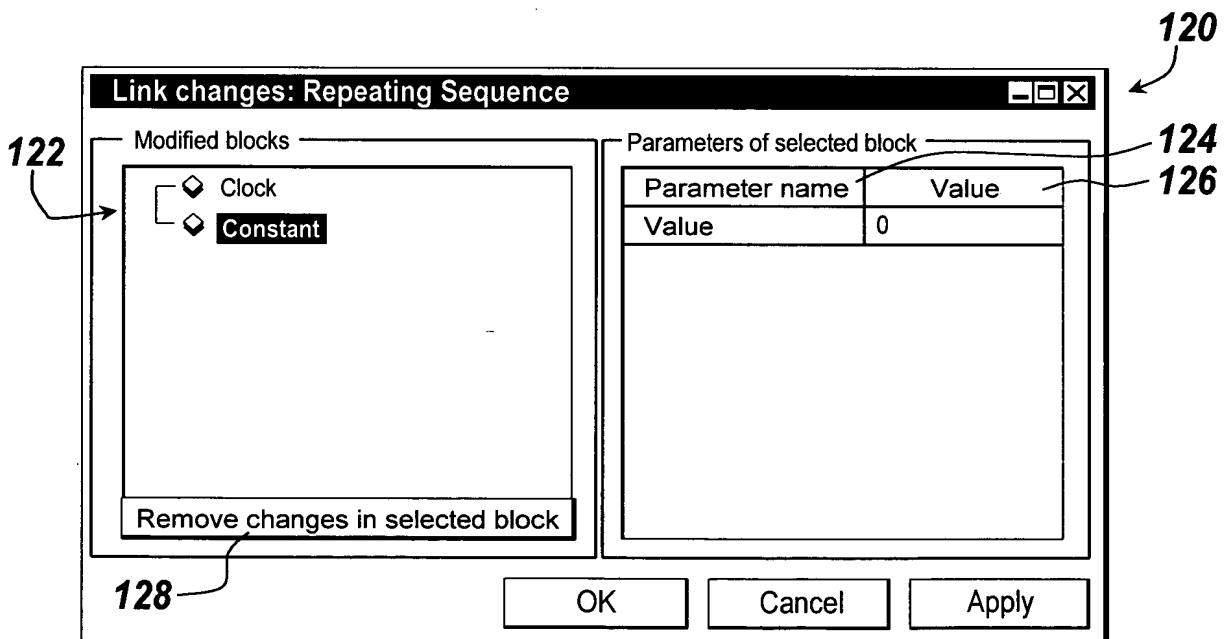 120
Link changes: Repeating Sequence
Modified blocks
Parameters of selected block
124
122
126
Clock
Constant
Parameter name
Value
Value
0
Remove changes in selected block
128
OK
Cancel
Apply